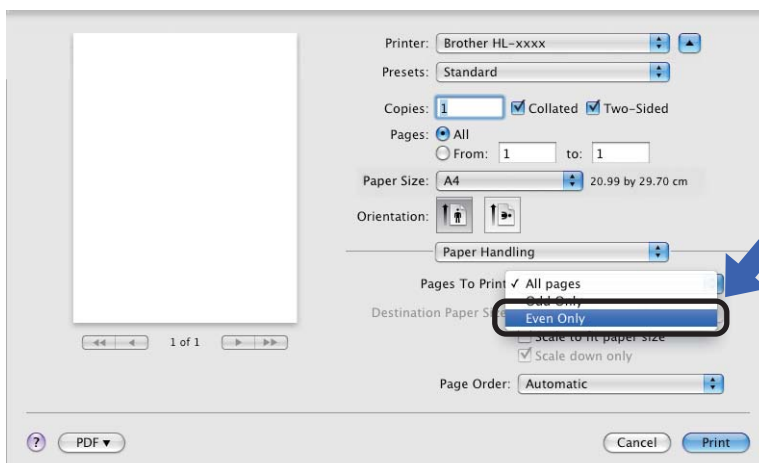 Printer: Brother HL-xxxx
Presets: Standard
Copies: 1 Collated Two-Sided
Pages: All
From: 1 to: 1
Paper Size: A4 20.99 by 29.70 cm
Orientation:
Paper Handling
Pages To Print All pages
Odd Only
Destination Paper Even Only
Scale to fit paper size
Scale down only
1 of 1
Page Order: Automatic
? PDF Cancel Print